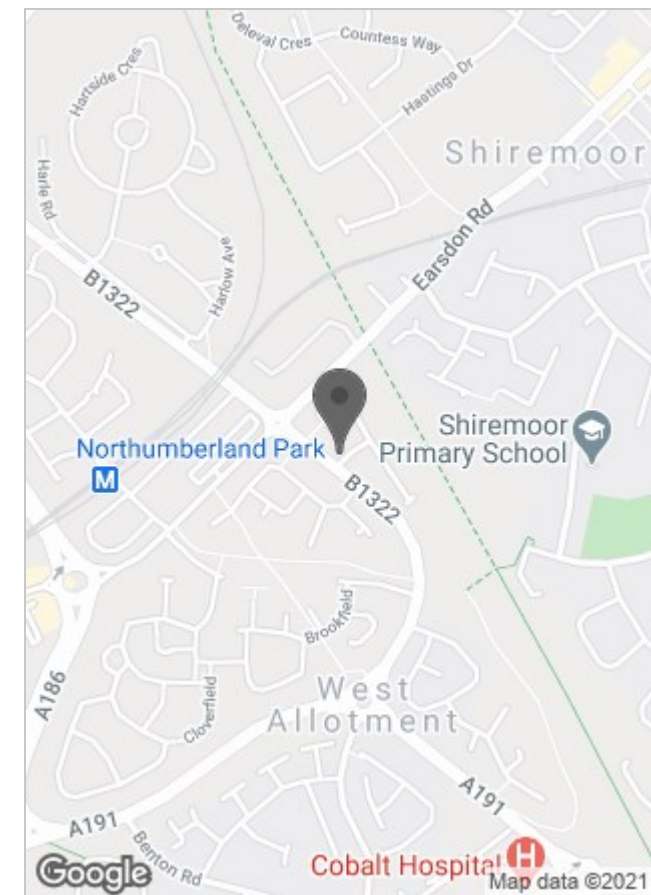 Deleval Cres
Countess Way
Hartside Cres
Hastings Dr
Shiremoor
Harle Rd
Earsdon Rd
Harlow Ave
B1322
Shiremoor
Primary School
Northumberland Park
M
B1322
Brookfield
West
Allotment
A186
Cloverfield
A191
A191
Benton Rd
Cobalt Hospital
H
Google
Map data ©2021